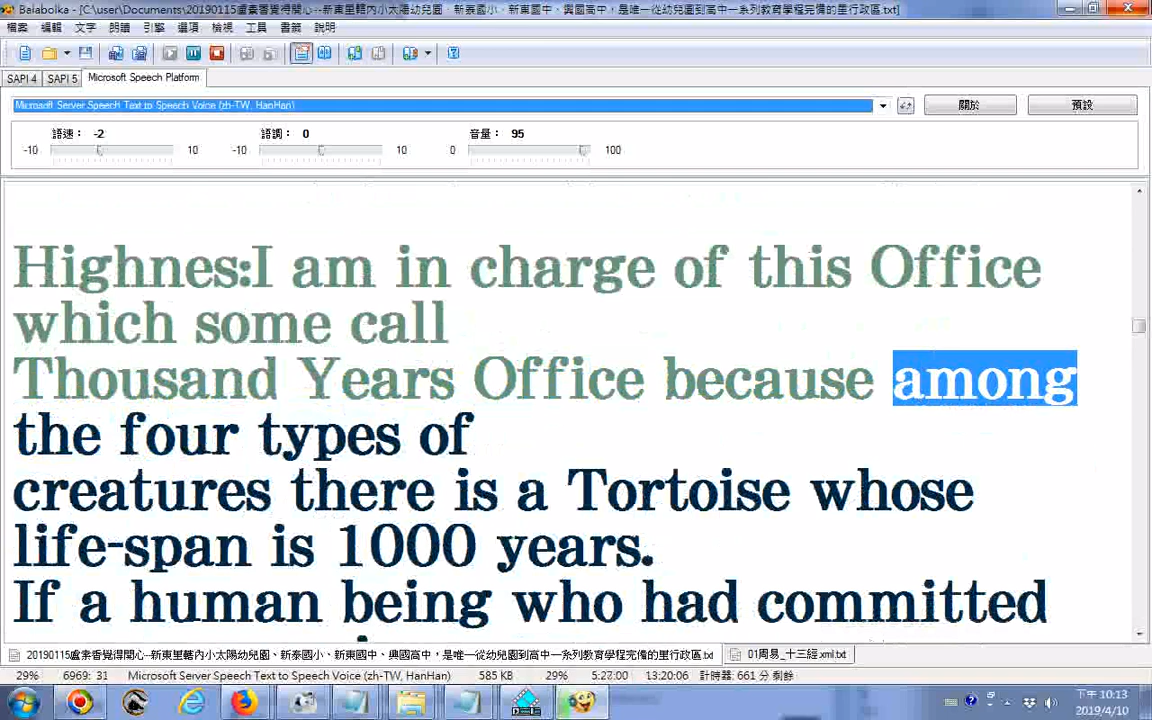 Balabolka - [C:\user\Documents\20190115盧素香覺得開心--新東里轄內小太陽幼兒園、新泰國小、新東國中、興國高中，是唯一從幼兒園到高中一系列教育學程完備的里行政區.txt]
檔案 編輯 文字 朗讀 引擎 選項 檢視 工具 書籤 說明
SAPI 4 SAPI 5 Microsoft Speech Platform
Microsoft Server Speech Text to Speech Voice (zh-TW, HanHan) 關於 預設
語速： -2 語調： 0 音量： 95
-10 10 -10 10 0 100
Highnes:I am in charge of this Office
which some call
Thousand Years Office because among
the four types of
creatures there is a Tortoise whose
life-span is 1000 years.
If a human being who had committed
20190115盧素香覺得開心--新東里轄內小太陽幼兒園、新泰國小、新東國中、興國高中，是唯一從幼兒園到高中一系列教育學程完備的里行政區.txt 01周易_十三經.xml.txt
29% 6969: 31 Microsoft Server Speech Text to Speech Voice (zh-TW, HanHan) 585 KB 29% 5:27:00 13:20:06 計時器: 661 分 剩餘
下午 10:13
2019/4/10